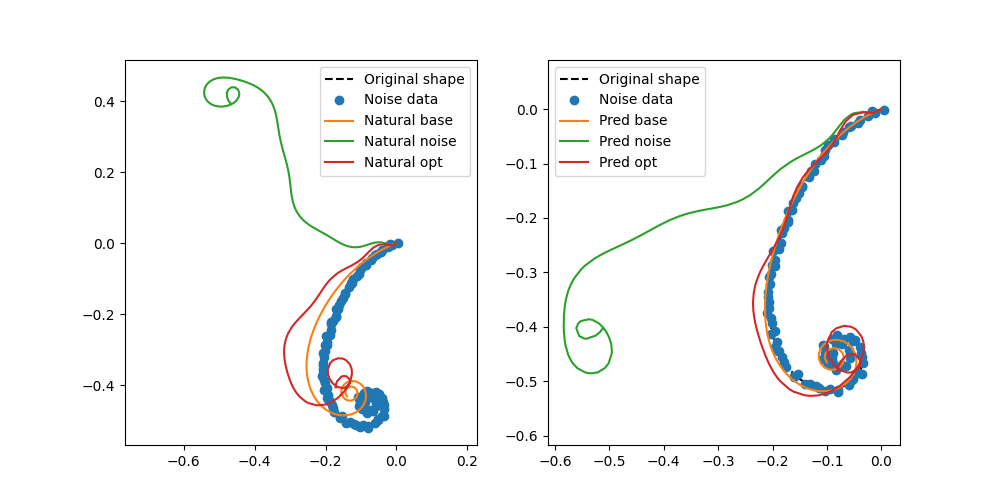 Original shape
Noise data
Natural base
Natural noise
Natural opt
0.4
0.2
0.0
−0.2
−0.4
−0.6
−0.4
−0.2
0.0
0.2
Original shape
Noise data
Pred base
Pred noise
Pred opt
0.0
−0.1
−0.2
−0.3
−0.4
−0.5
−0.6
−0.6
−0.5
−0.4
−0.3
−0.2
−0.1
0.0